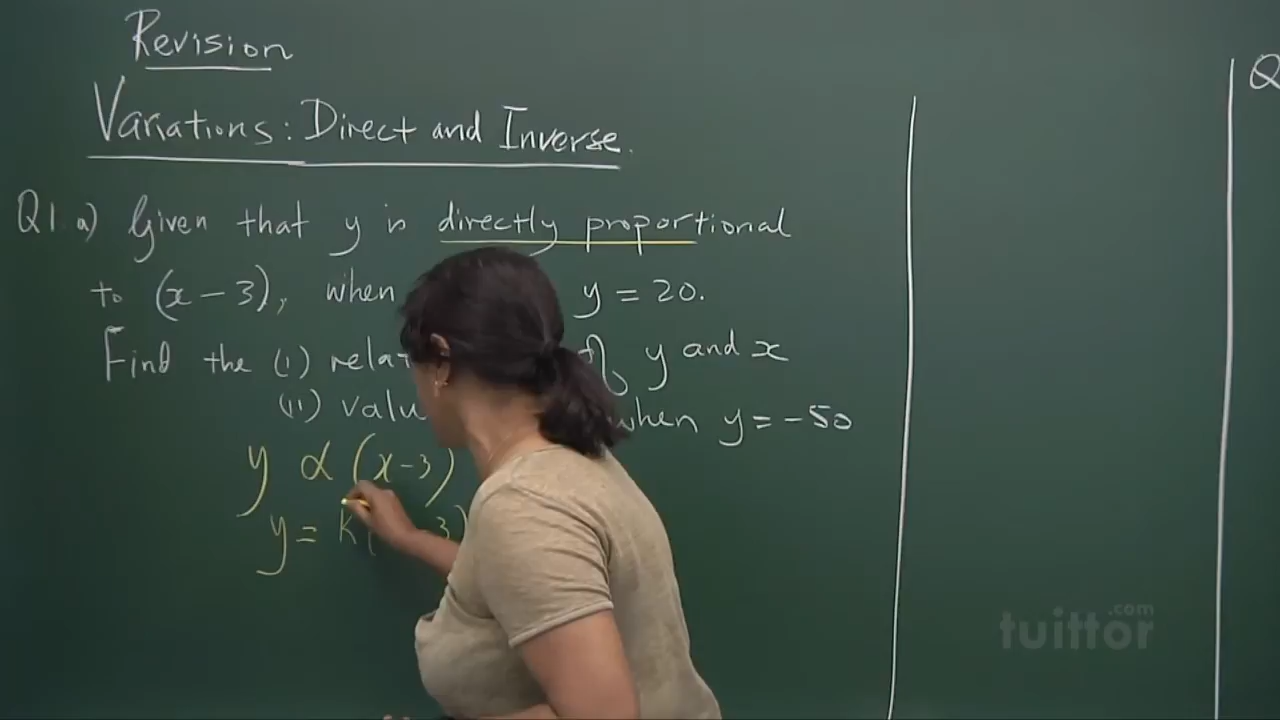 Revision
Variations: Direct and Inverse.
Q
Q1 a) Given that y is directly proportional
to (x - 3), when y = 20.
Find the (i) relat of y and x
(ii) valu when y = -50
y ∝ (x-3)
y = k( 3)
tuittor.com